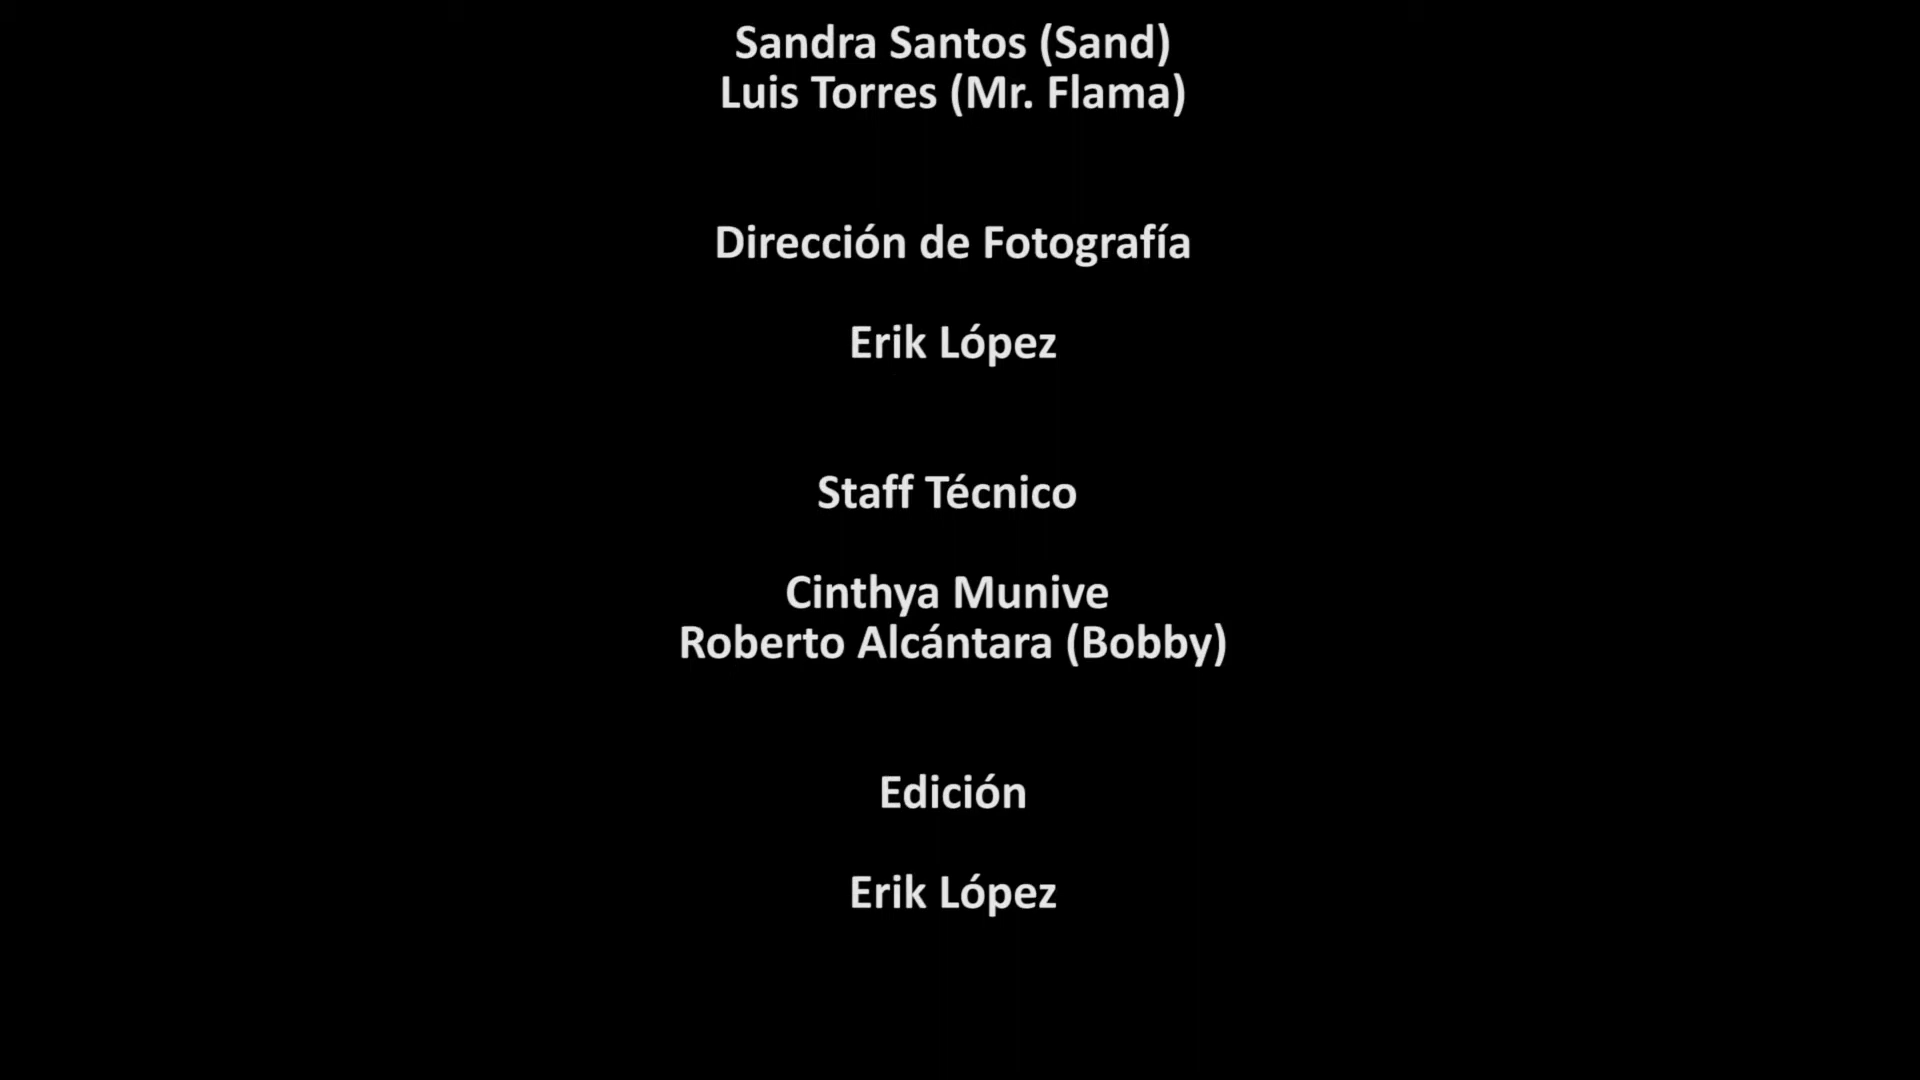 Sandra Santos (Sand)
Luis Torres (Mr. Flama)
Dirección de Fotografía
Erik López
Staff Técnico
Cinthya Munive
Roberto Alcántara (Bobby)
Edición
Erik López